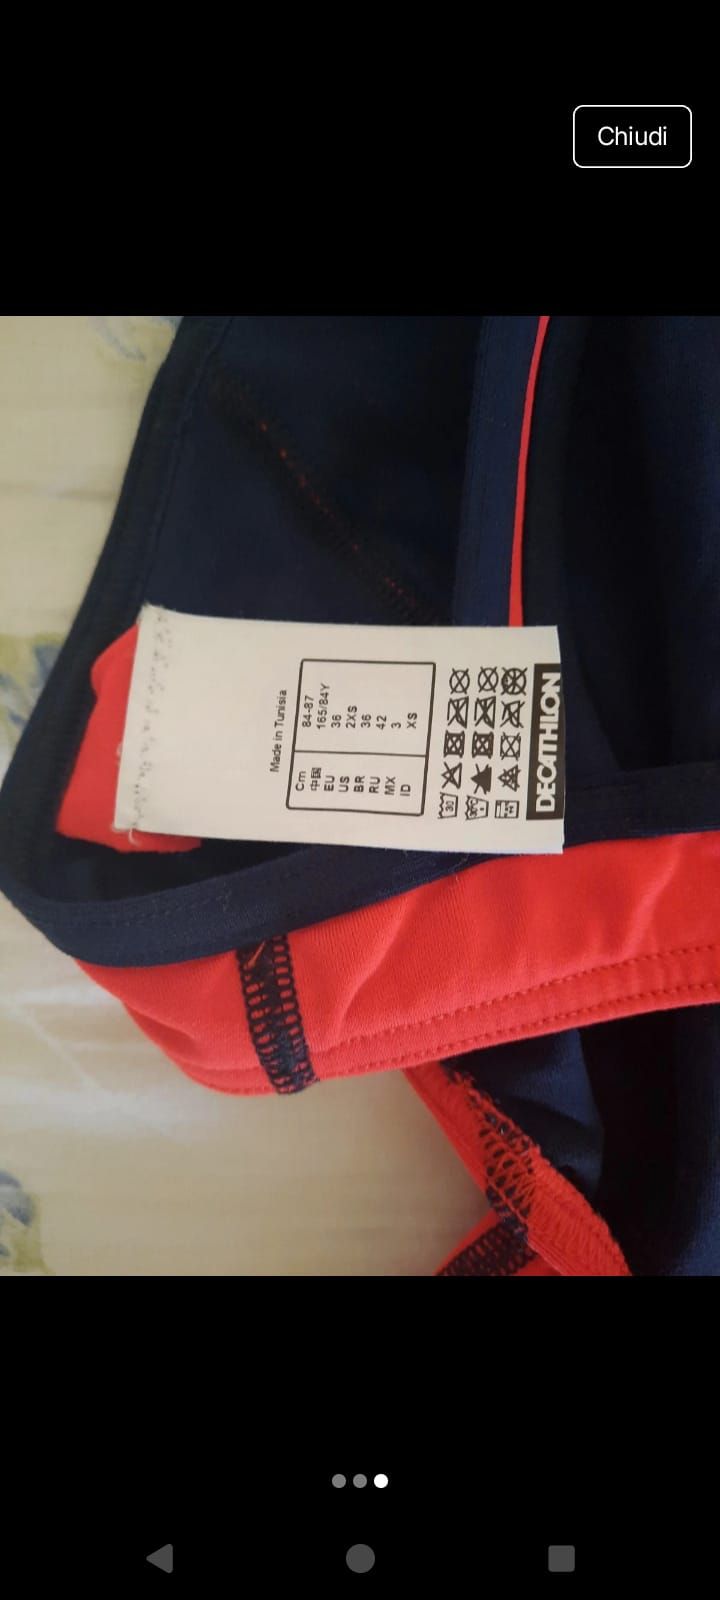 Chiudi
Made in Tunisia
Cm 84-87
中国 165/84Y
EU 36
US 2XS
BR 36
RU 42
MX 3
ID XS
30
DECATHLON